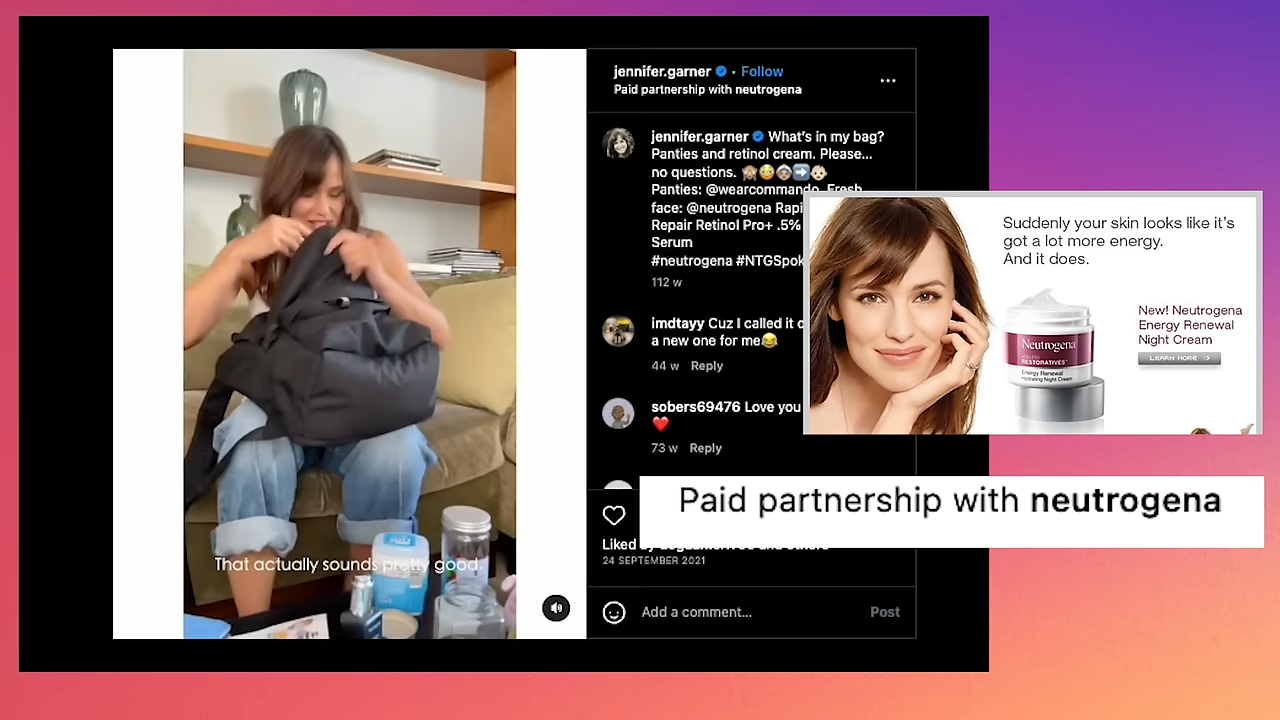 jennifer.garner • Follow
Paid partnership with neutrogena
jennifer.garner What's in my bag?
Panties and retinol cream. Please...
no questions. 🙈😳👵🏼➡️👶🏻
Panties: @wearcommando Fresh
face: @neutrogena Rapi
Repair Retinol Pro+ .5%
Serum
#neutrogena #NTGSpok
112 w
imdtayy Cuz I called it
a new one for me😂
44 w Reply
sobers69476 Love you
❤️
73 w Reply
Liked
24 SEPTEMBER 2021
Add a comment...
Post
That actually sounds pretty good.
Suddenly your skin looks like it's
got a lot more energy.
And it does.
Neutrogena
RESTORATIVES
Energy Renewal
Hydrating Night Cream
New! Neutrogena
Energy Renewal
Night Cream
LEARN MORE
Paid partnership with neutrogena